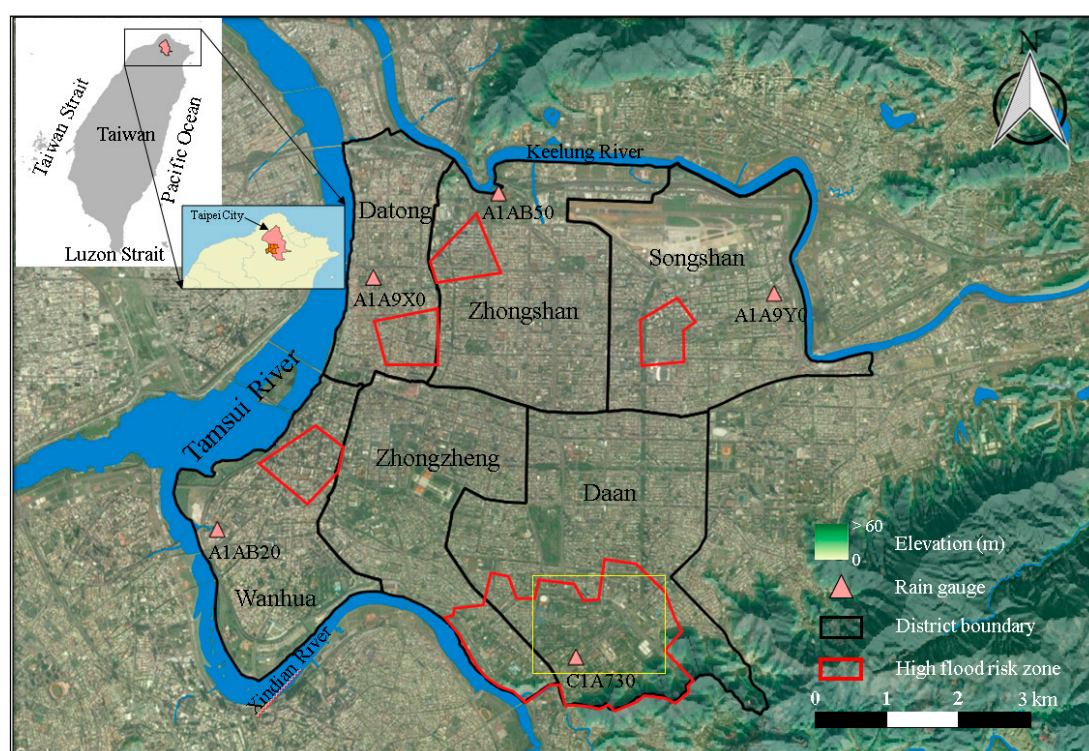 N
Taiwan Strait
Taiwan
Pacific Ocean
Luzon Strait
Taipei City
Keelung River
Datong
A1AB50
Songshan
A1A9X0
Zhongshan
A1A9Y0
Tamsui River
Zhongzheng
Daan
A1AB20
Wanhua
Xindian River
C1A730
> 60
0
Elevation (m)
Rain gauge
District boundary
High flood risk zone
0 1 2 3 km